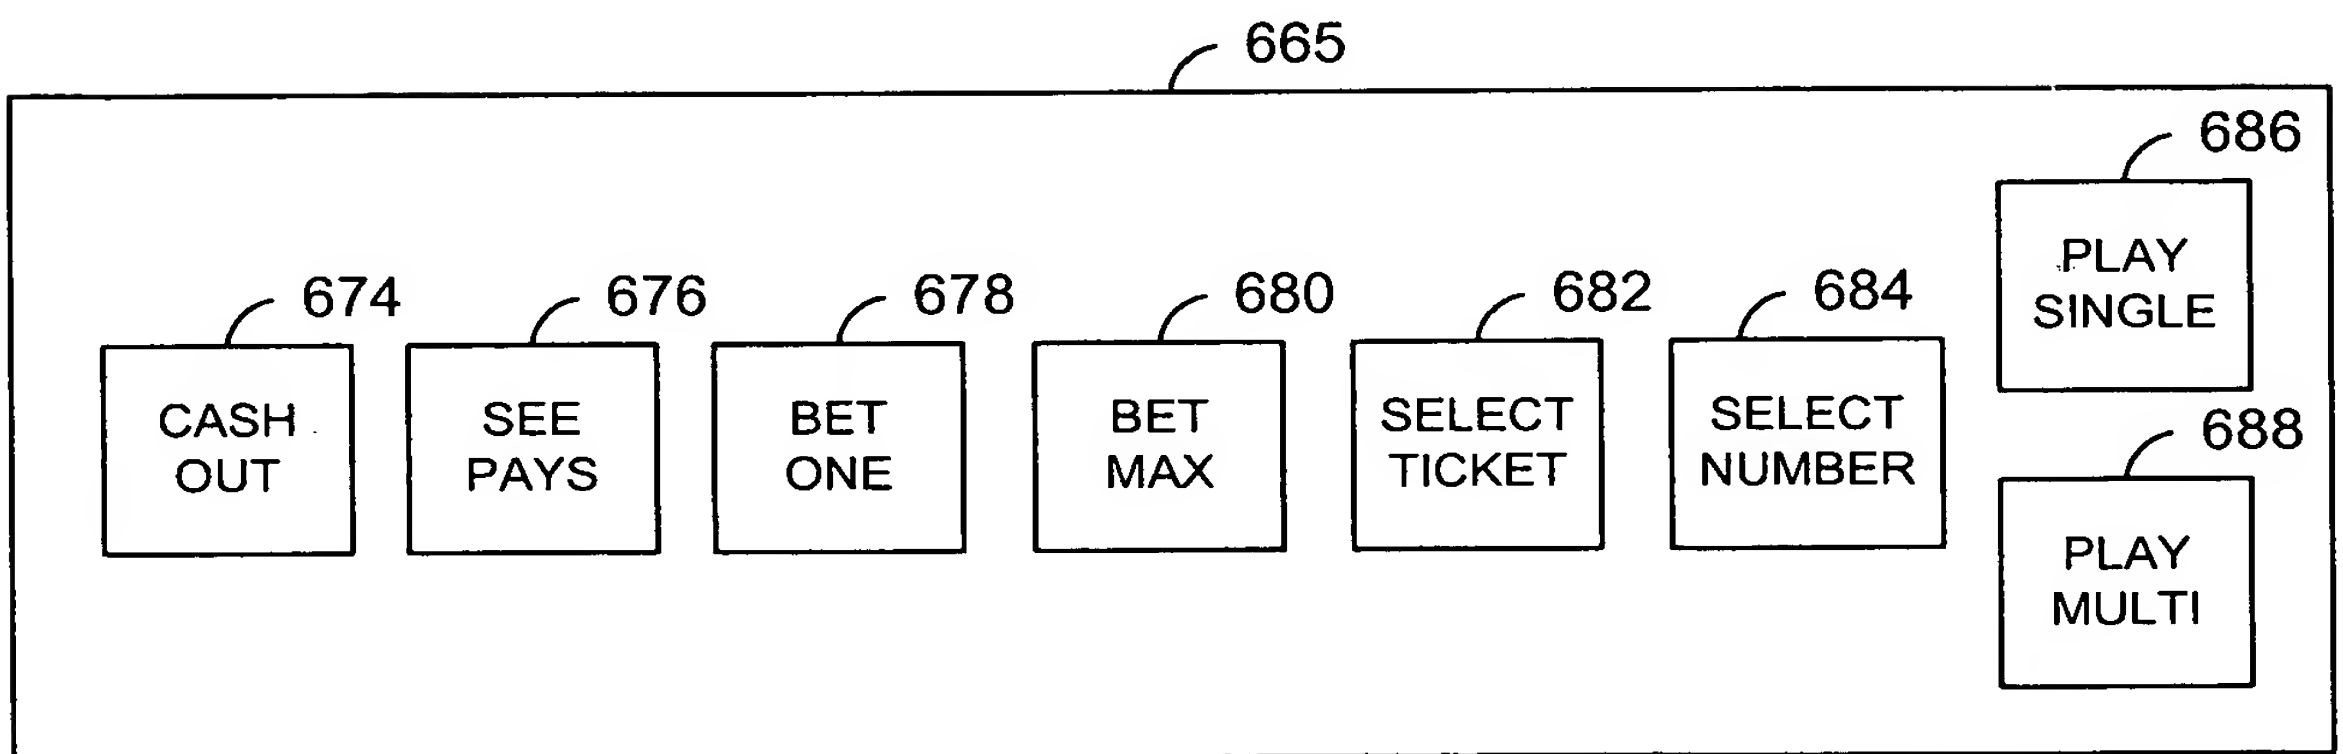 665
686
PLAY
SINGLE
674
676
678
680
682
684
CASH
OUT
SEE
PAYS
BET
ONE
BET
MAX
SELECT
TICKET
SELECT
NUMBER
688
PLAY
MULTI